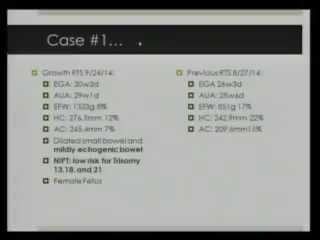 Case #1...
Growth RTS 9/24/14:
EGA: 30w3d
AUA: 29w1d
EFW: 1333g 8%
HC: 276.5mm 12%
AC: 245.4mm 7%
Dilated small bowel and
mildly echogenic bowel
NIPT: low risk for Trisomy
13,18, and 21
Female Fetus
Previous RTS 8/27/14:
EGA 26w3d
AUA: 25w6d
EFW: 851g 17%
HC: 242.9mm 22%
AC: 209.6mm15%